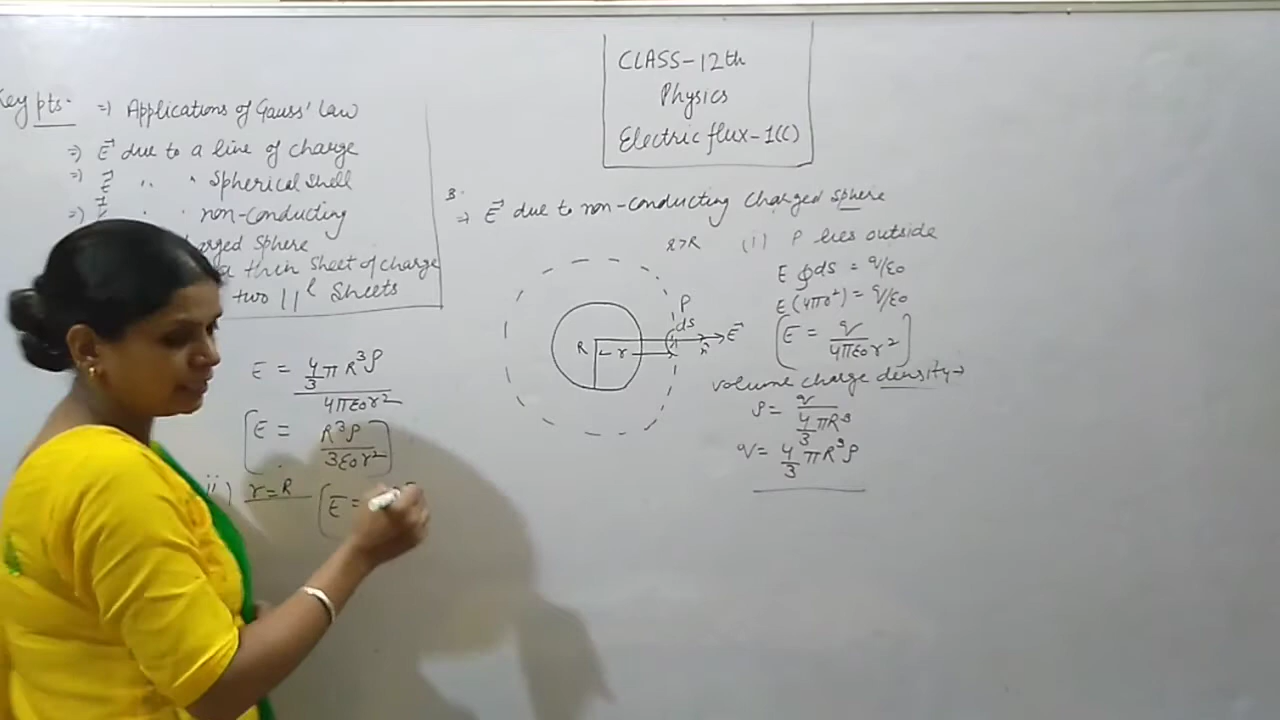 CLASS-12th
Physics
Electric flux-1(C)
Key pts. => Applications of Gauss' Law
=> E⃗ due to a line of charge
=> E⃗ " " Spherical Shell
=> " " non-conducting
charged Sphere
a thin Sheet of charge
two ||l Sheets
3.
=> E⃗ due to non-conducting charged sphere
r>R (i) P lies outside
E ∮ds = q/ε0
E(4πr²) = q/ε0
E = q/4πε0r²
volume charge density→
ρ = q/(4/3 πR³)
q = 4/3 πR³ρ
P
ds
R r n̂ E⃗
E = 4/3 πR³ρ/4πε0r²
E = R³ρ/3ε0r²
ii) r=R E =